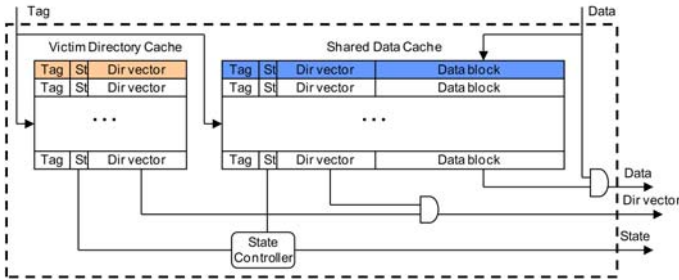 Tag Data
Victim Directory Cache Shared Data Cache
Tag St Dir vector Tag St Dir vector Data block
Tag St Dir vector Tag St Dir vector Data block
... ...
Tag St Dir vector Tag St Dir vector Data block
Data
Dir vector
State
State
Controller